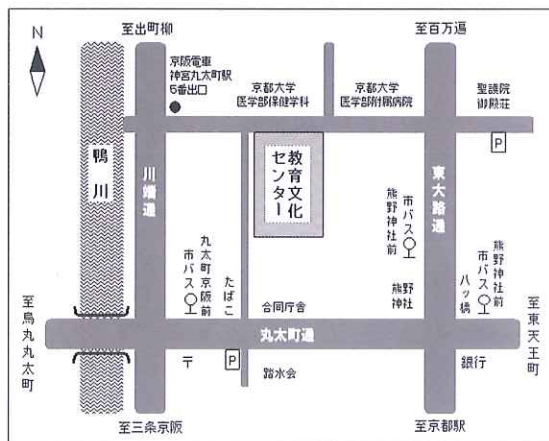 N
至出町柳
至百万遍
京阪電車
神宮丸太町駅
5番出口
京都大学
医学部保健学科
京都大学
医学部附属病院
聖護院
御殿荘
P
鴨川
川端通
教育文化
センター
東大路通
熊野神社前
市バス
丸太町京阪前
市バス
たばこ
合同庁舎
熊野
神社
八ッ橋
熊野神社前
市バス
至烏丸丸太町
丸太町通
至東天王町
〒
P
踏水会
銀行
至三条京阪
至京都駅